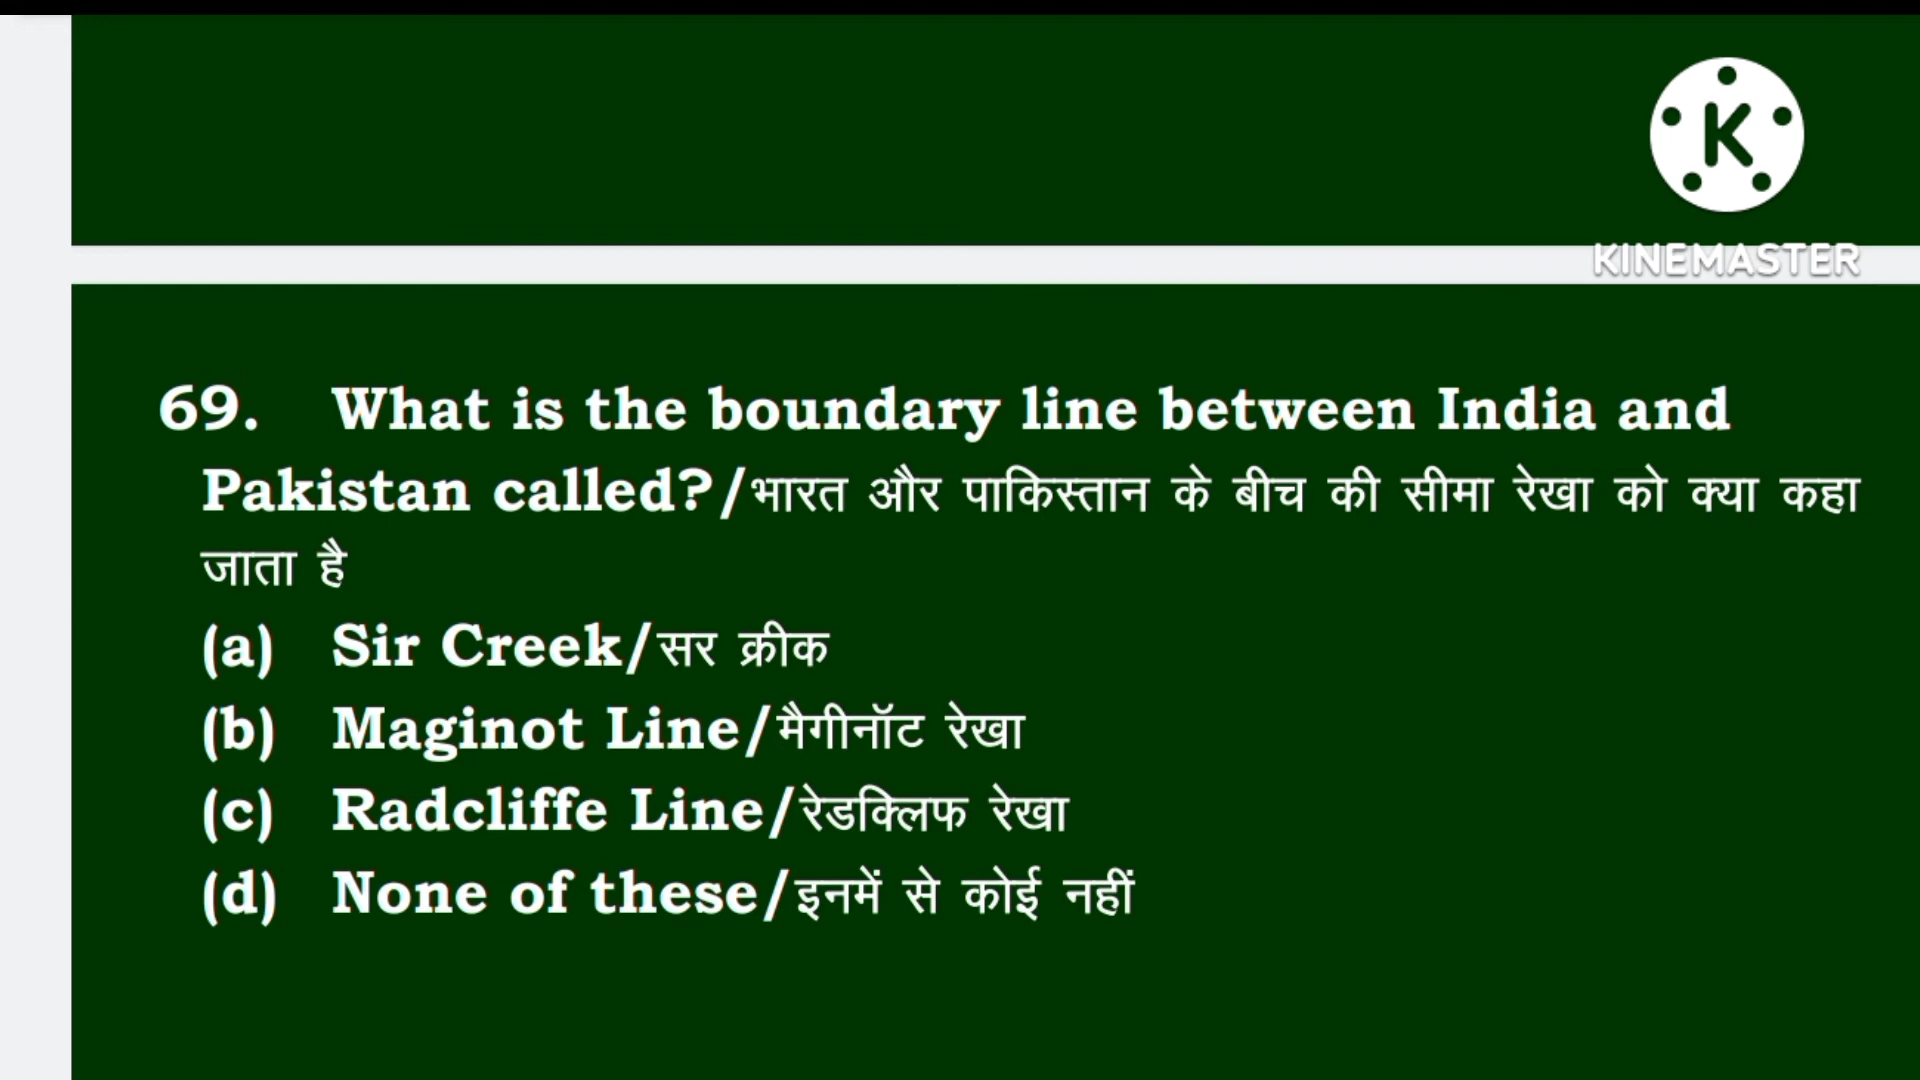 K
KINEMASTER
69. What is the boundary line between India and
Pakistan called?/भारत और पाकिस्तान के बीच की सीमा रेखा को क्या कहा
जाता है
(a) Sir Creek/सर क्रीक
(b) Maginot Line/मैगीनॉट रेखा
(c) Radcliffe Line/रेडक्लिफ रेखा
(d) None of these/इनमें से कोई नहीं